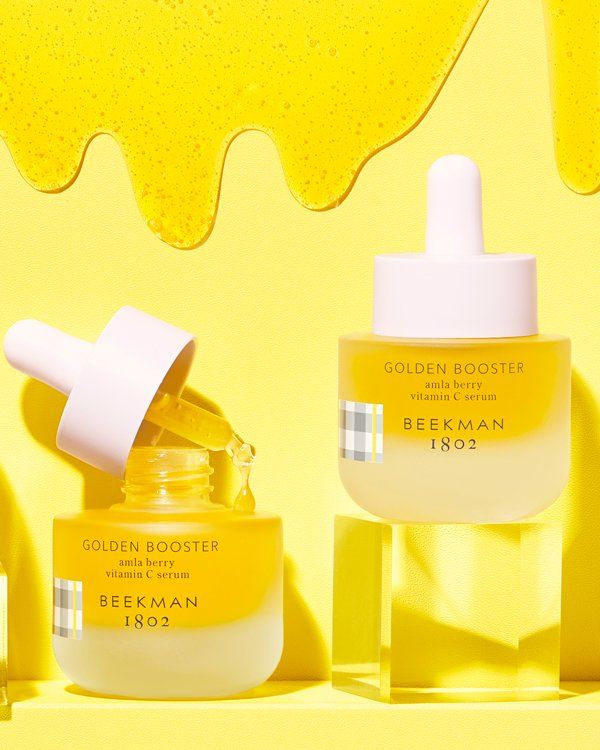 GOLDEN BOOSTER
amla berry
vitamin C serum
BEEKMAN
1802
GOLDEN BOOSTER
amla berry
vitamin C serum
BEEKMAN
1802